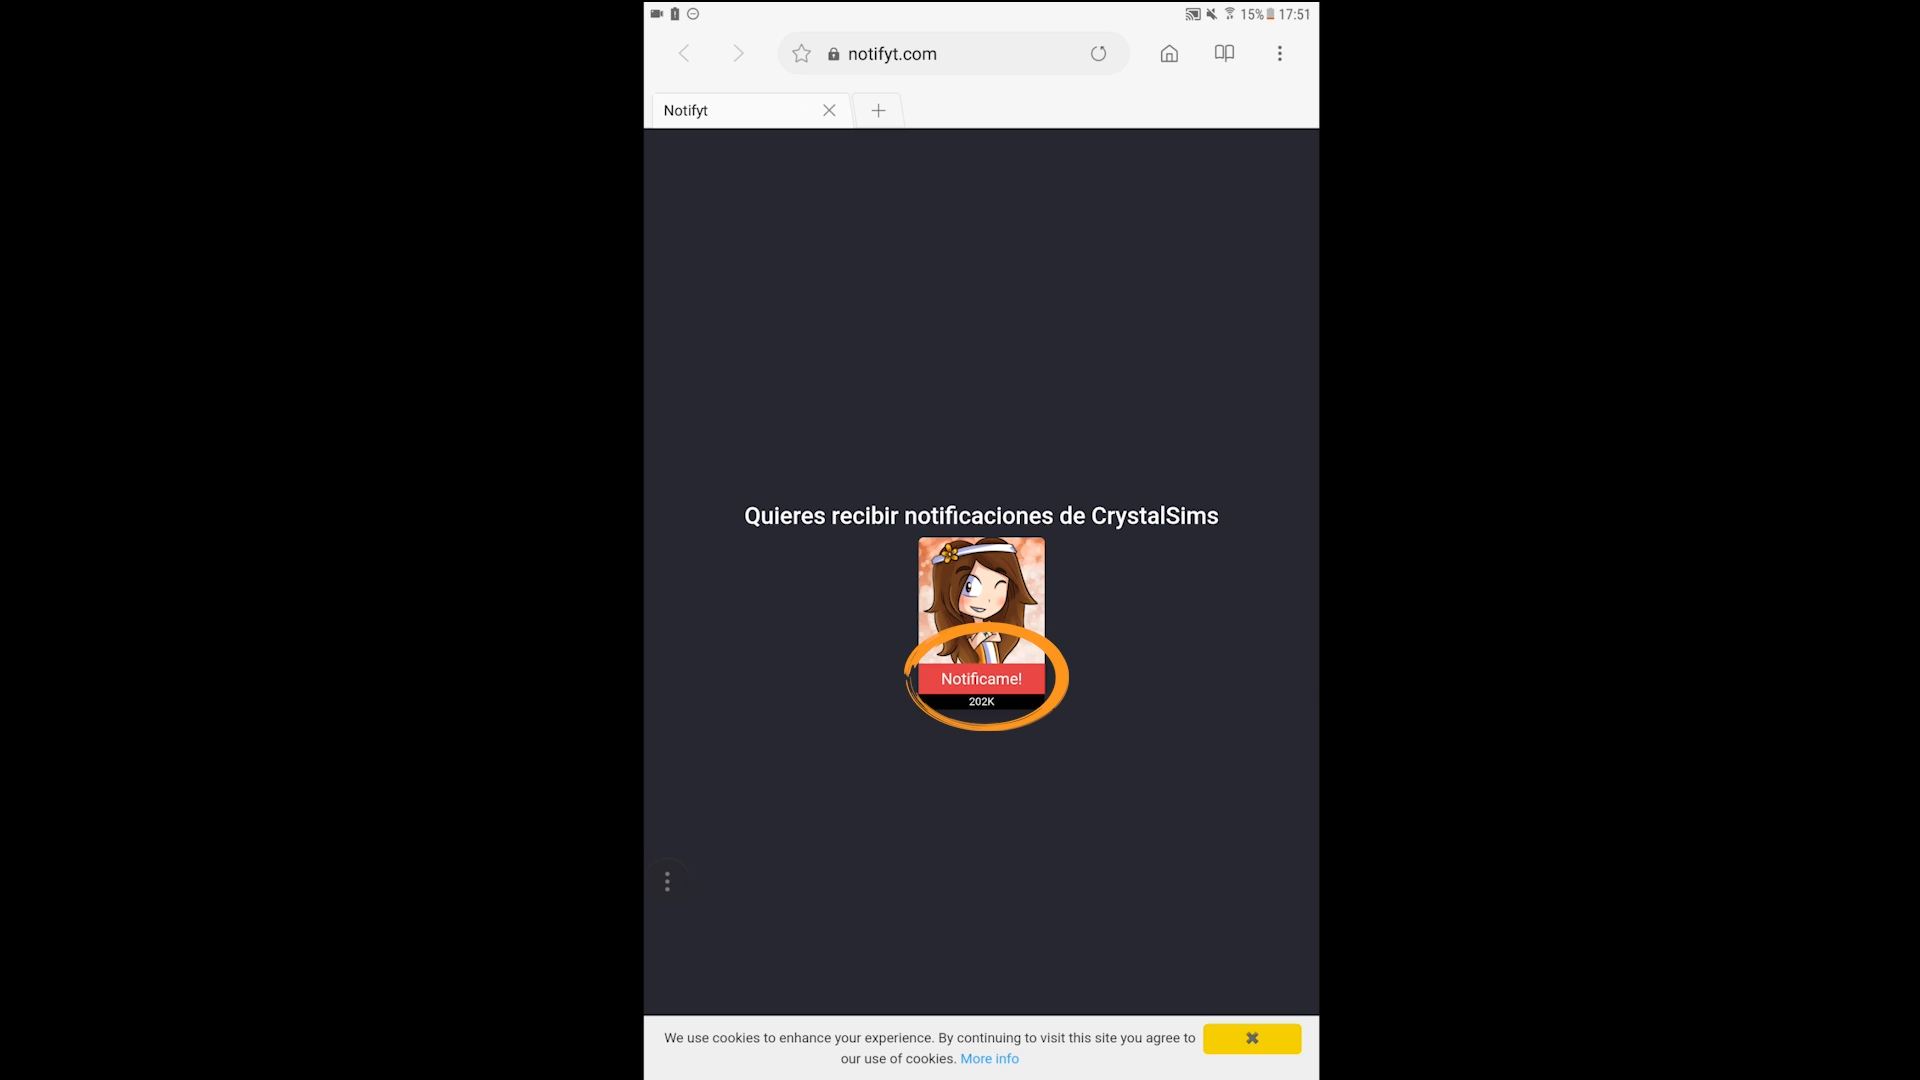 15% 17:51
notifyt.com
Notifyt
Quieres recibir notificaciones de CrystalSims
Notificame!
202K
We use cookies to enhance your experience. By continuing to visit this site you agree to
our use of cookies. More info